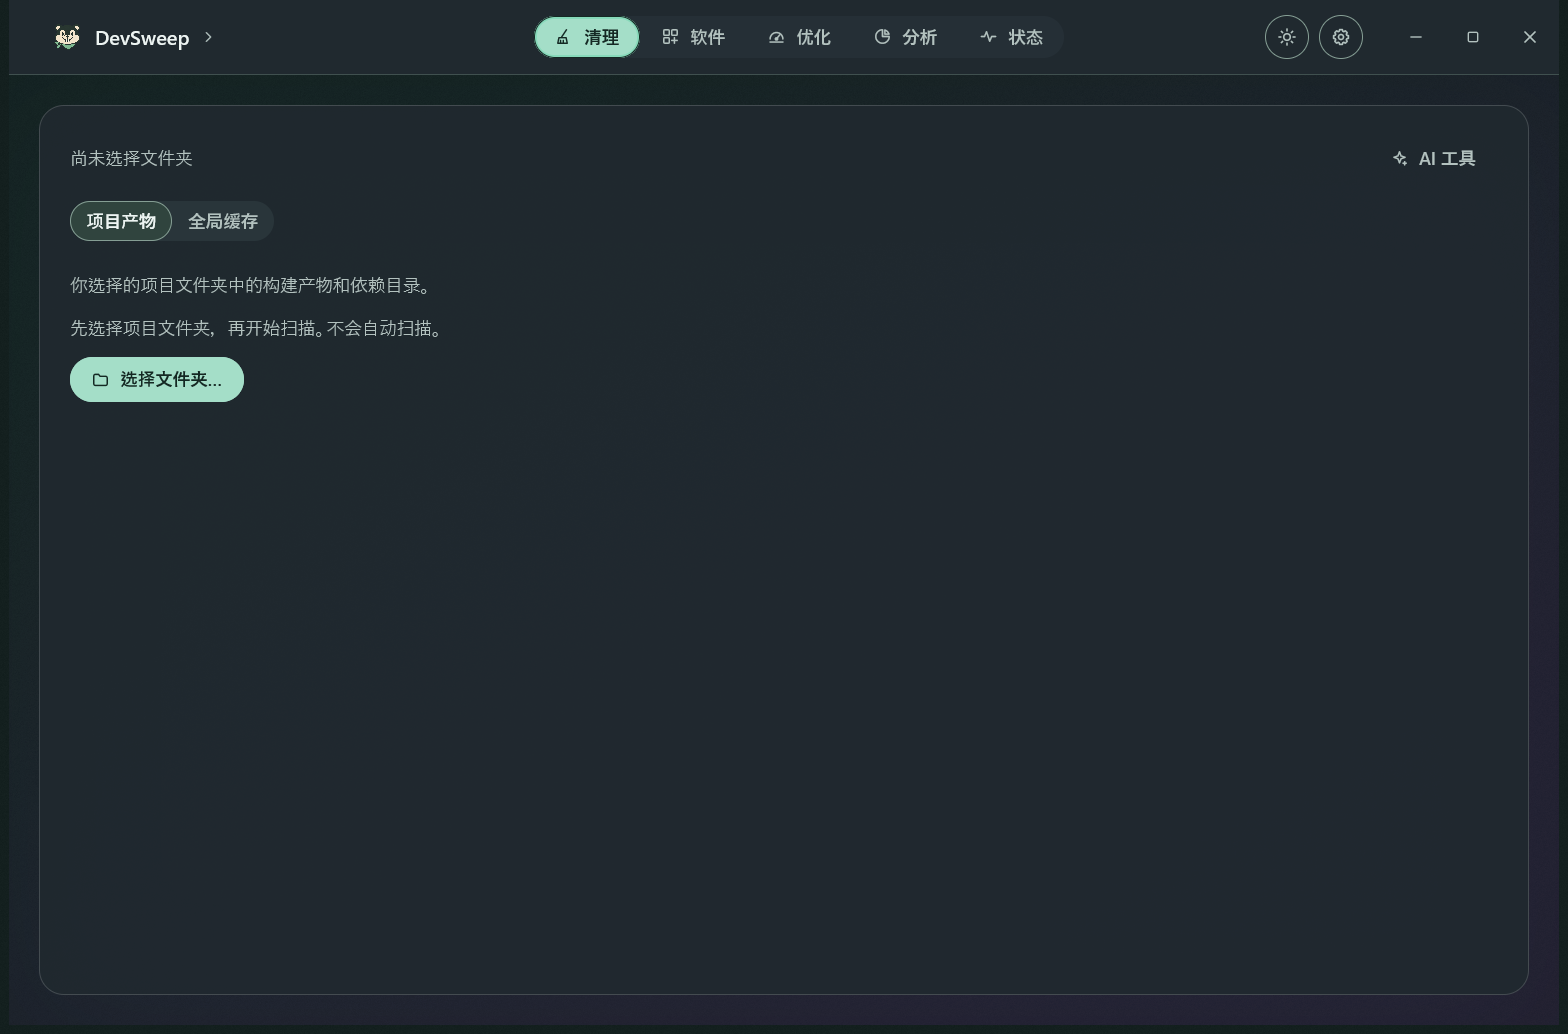 DevSweep
清理
软件
优化
分析
状态
尚未选择文件夹
AI 工具
项目产物
全局缓存
你选择的项目文件夹中的构建产物和依赖目录。
先选择项目文件夹，再开始扫描。不会自动扫描。
选择文件夹...